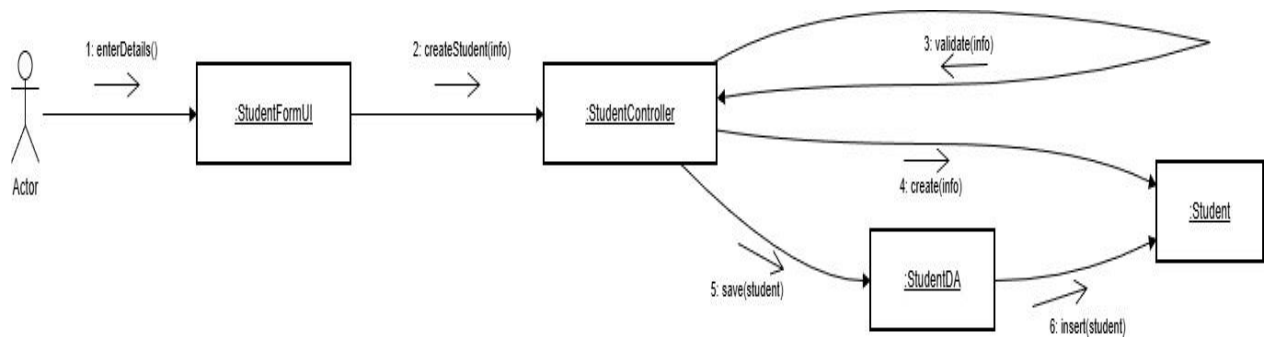 1: enterDetails()
2: createStudent(info)
3: validate(info)
:StudentFormUI
:StudentController
Actor
4: create(info)
:Student
5: save(student)
:StudentDA
6: insert(student)